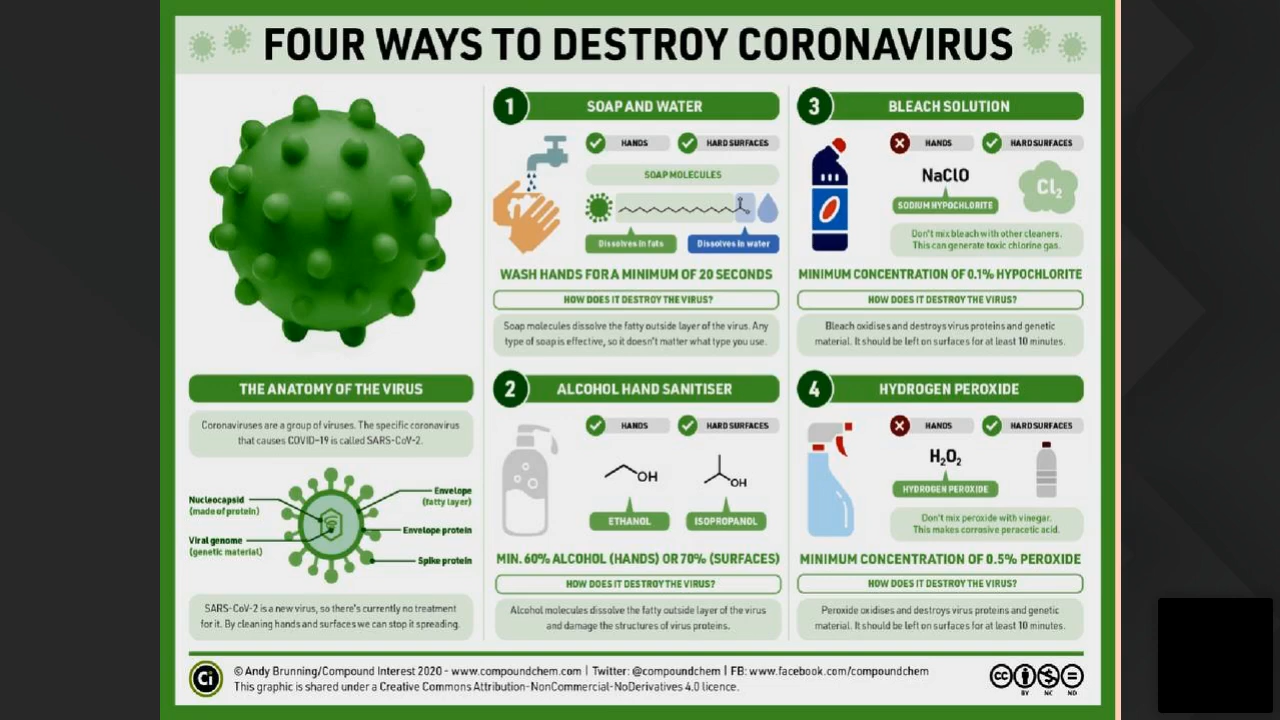 FOUR WAYS TO DESTROY CORONAVIRUS
THE ANATOMY OF THE VIRUS
Coronaviruses are a group of viruses. The specific coronavirus
that causes COVID-19 is called SARS-CoV-2.
Nucleocapsid
(made of protein)
Viral genome
(genetic material)
Envelope
(fatty layer)
Envelope protein
Spike protein
SARS-CoV-2 is a new virus, so there's currently no treatment
for it. By cleaning hands and surfaces we can stop it spreading.
1 SOAP AND WATER
HANDS HARD SURFACES
SOAP MOLECULES
Dissolves in fats Dissolves in water
WASH HANDS FOR A MINIMUM OF 20 SECONDS
HOW DOES IT DESTROY THE VIRUS?
Soap molecules dissolve the fatty outside layer of the virus. Any
type of soap is effective, so it doesn't matter what type you use.
2 ALCOHOL HAND SANITISER
HANDS HARD SURFACES
OH OH
ETHANOL ISOPROPANOL
MIN. 60% ALCOHOL (HANDS) OR 70% (SURFACES)
HOW DOES IT DESTROY THE VIRUS?
Alcohol molecules dissolve the fatty outside layer of the virus
and damage the structures of virus proteins.
3 BLEACH SOLUTION
HANDS HARD SURFACES
NaClO Cl₂
SODIUM HYPOCHLORITE
Don't mix bleach with other cleaners.
This can generate toxic chlorine gas.
MINIMUM CONCENTRATION OF 0.1% HYPOCHLORITE
HOW DOES IT DESTROY THE VIRUS?
Bleach oxidises and destroys virus proteins and genetic
material. It should be left on surfaces for at least 10 minutes.
4 HYDROGEN PEROXIDE
HANDS HARD SURFACES
H₂O₂
HYDROGEN PEROXIDE
Don't mix peroxide with vinegar.
This makes corrosive peracetic acid.
MINIMUM CONCENTRATION OF 0.5% PEROXIDE
HOW DOES IT DESTROY THE VIRUS?
Peroxide oxidises and destroys virus proteins and genetic
material. It should be left on surfaces for at least 10 minutes.
Ci
© Andy Brunning/Compound Interest 2020 - www.compoundchem.com | Twitter: @compoundchem | FB: www.facebook.com/compoundchem
This graphic is shared under a Creative Commons Attribution-NonCommercial-NoDerivatives 4.0 licence.
cc
BY NC ND